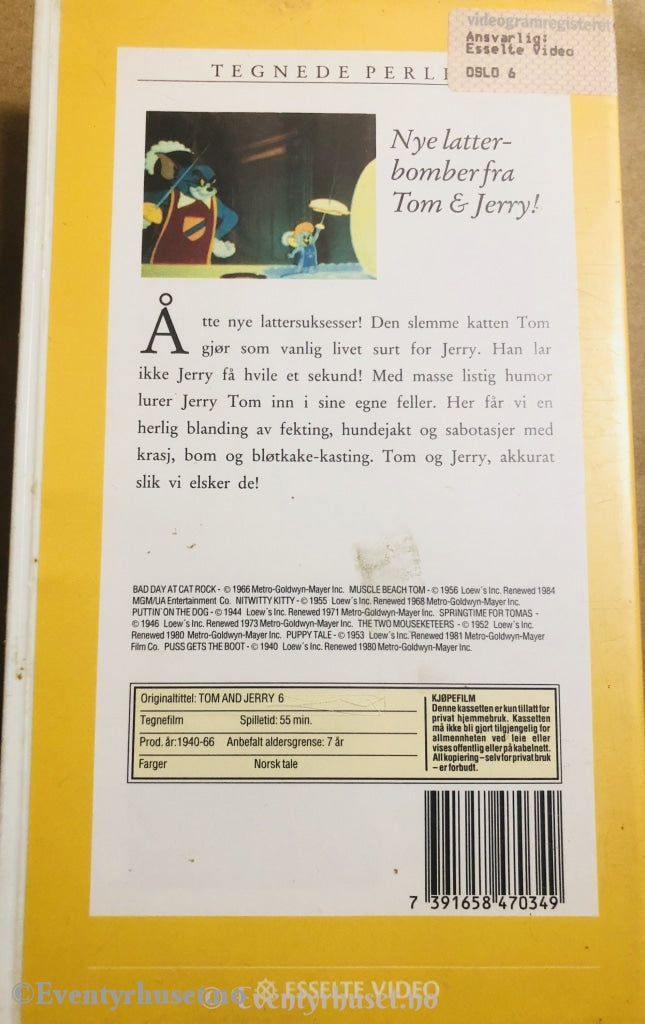 videogramregisteret
Ansvarlig:
Esselte Video
OSLO 6
TEGNEDE
Nye latter-
bomber fra
Tom & Jerry!
Åtte nye lattersuksesser! Den slemme katten Tom
gjør som vanlig livet surt for Jerry. Han lar
ikke Jerry få hvile et sekund! Med masse listig humor
lurer Jerry Tom inn i sine egne feller. Her får vi en
herlig blanding av fekting, hundejakt og sabotasjer med
krasj, bom og bløtkake-kasting. Tom og Jerry, akkurat
slik vi elsker de!
BAD DAY AT CAT ROCK - © 1966 Metro-Goldwyn-Mayer Inc. MUSCLE BEACH TOM - © 1956 Loew's Inc. Renewed 1984
MGM/UA Entertainment Co. NITWITTY KITTY - © 1955 Loew's Inc. Renewed 1968 Metro-Goldwyn-Mayer Inc.
PUTTIN' ON THE DOG - © 1944 Loew's Inc. Renewed 1971 Metro-Goldwyn-Mayer Inc. SPRINGTIME FOR TOMAS -
© 1946 Loew's Inc. Renewed 1973 Metro-Goldwyn-Mayer Inc. THE TWO MOUSEKETEERS - © 1952 Loew's Inc.
Renewed 1980 Metro-Goldwyn-Mayer Inc. PUPPY TALE - © 1953 Loew's Inc. Renewed 1981 Metro-Goldwyn-Mayer
Film Co. PUSS GETS THE BOOT - © 1940 Loew's Inc. Renewed 1980 Metro-Goldwyn-Mayer Inc.
Originaltittel: TOM AND JERRY 6
Tegnefilm Spilletid: 55 min.
Prod. år: 1940-66 Anbefalt aldersgrense: 7 år
Farger Norsk tale
KJØPEFILM
Denne kassetten er kun tillatt for
privat hjemmebruk. Kassetten
må ikke bli gjort tilgjengelig for
allmennheten ved leie eller
vises offentlig eller på kabelnett.
All kopiering – selv for privat bruk
– er forbudt.
7 391658 470349
ESSELTE VIDEO
©Eventyrhuset.no
© Eventyrhuset.no